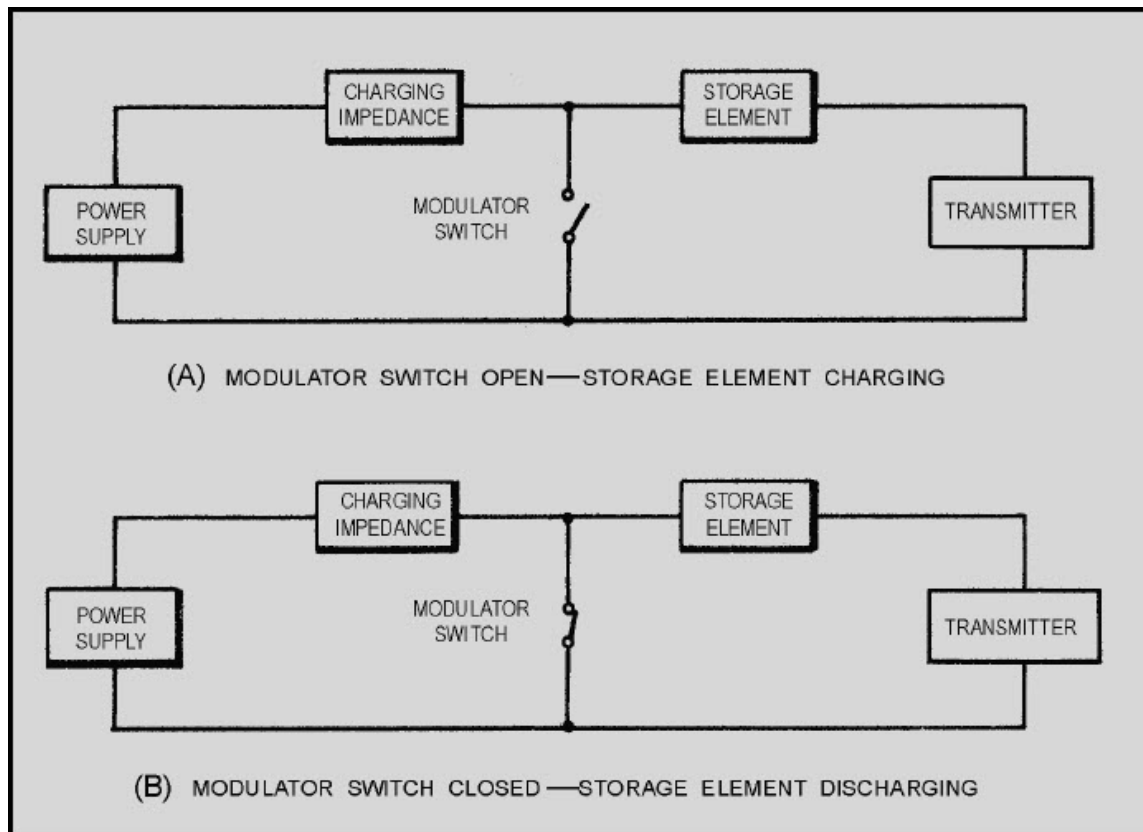 CHARGING
IMPEDANCE
STORAGE
ELEMENT
POWER
SUPPLY
MODULATOR
SWITCH
TRANSMITTER
(A) MODULATOR SWITCH OPEN—STORAGE ELEMENT CHARGING
CHARGING
IMPEDANCE
STORAGE
ELEMENT
POWER
SUPPLY
MODULATOR
SWITCH
TRANSMITTER
(B) MODULATOR SWITCH CLOSED—STORAGE ELEMENT DISCHARGING